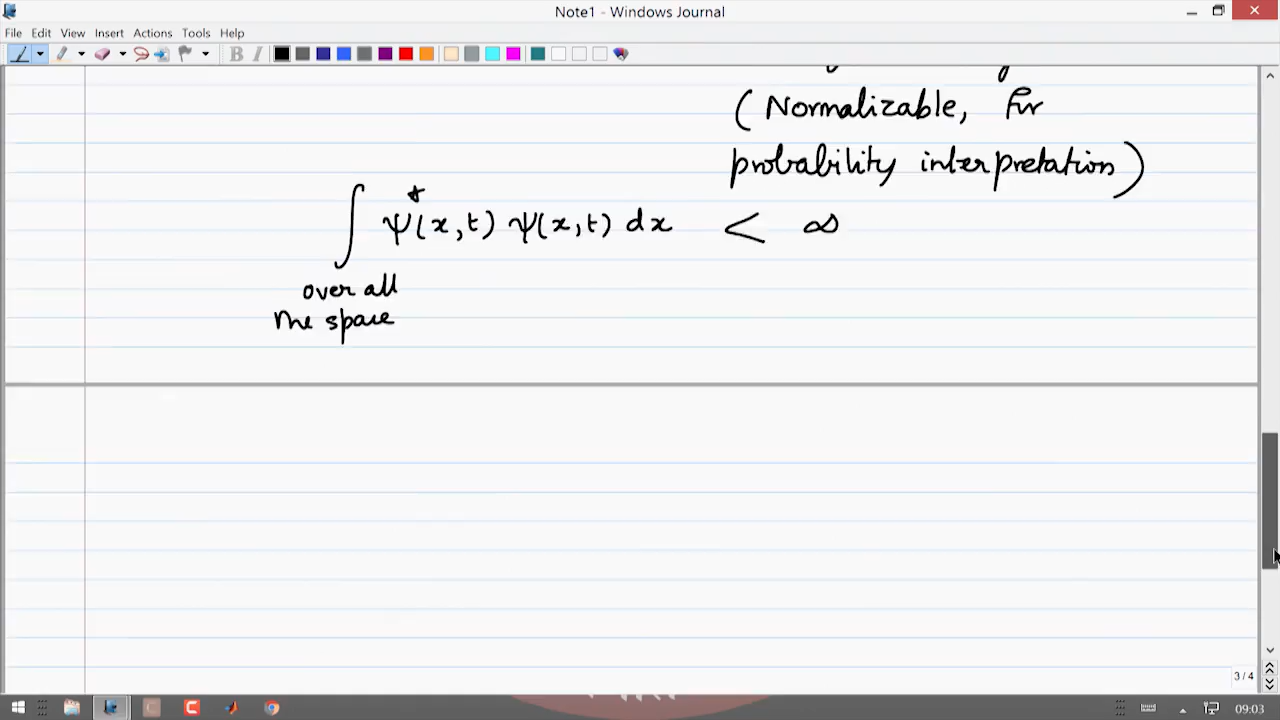 Note1 - Windows Journal
File Edit View Insert Actions Tools Help
B I
(Normalizable, for
probability interpretation)
∫ ψ*(x,t) ψ(x,t) dx < ∞
over all
the space
3 / 4
09:03